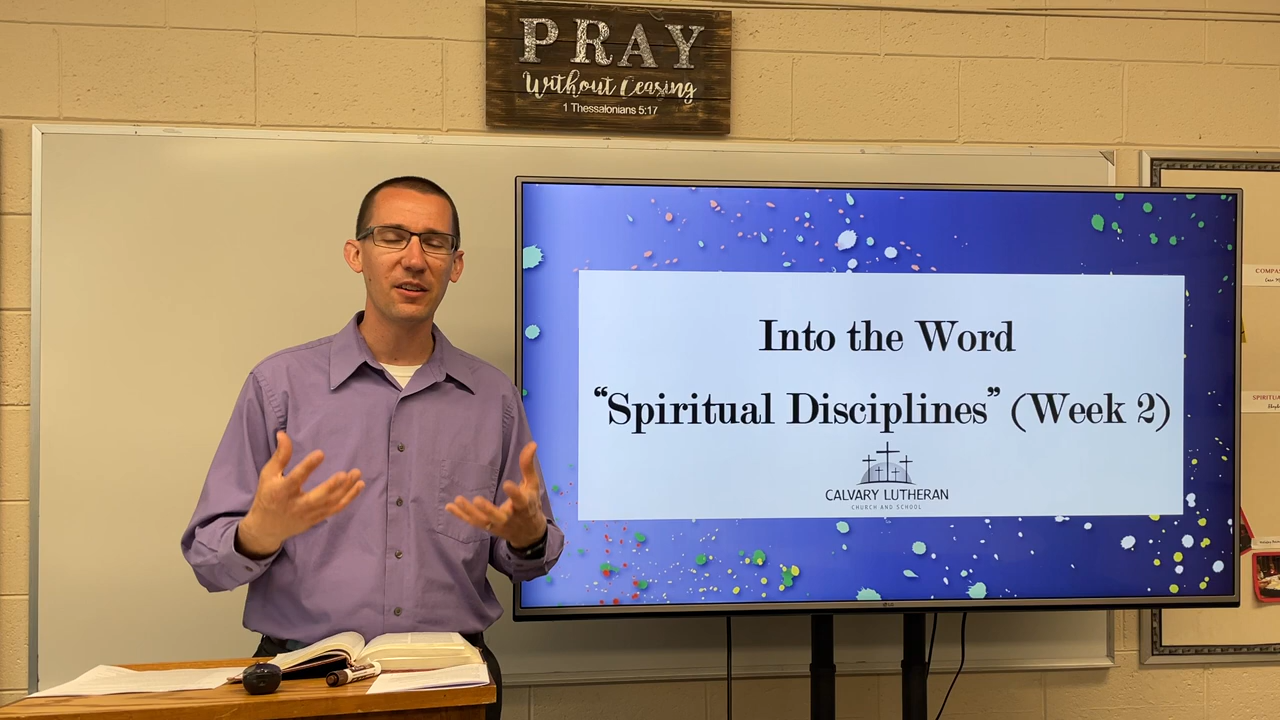 PRAY
Without Ceasing
1 Thessalonians 5:17
Into the Word
“Spiritual Disciplines” (Week 2)
CALVARY LUTHERAN
CHURCH AND SCHOOL
LG